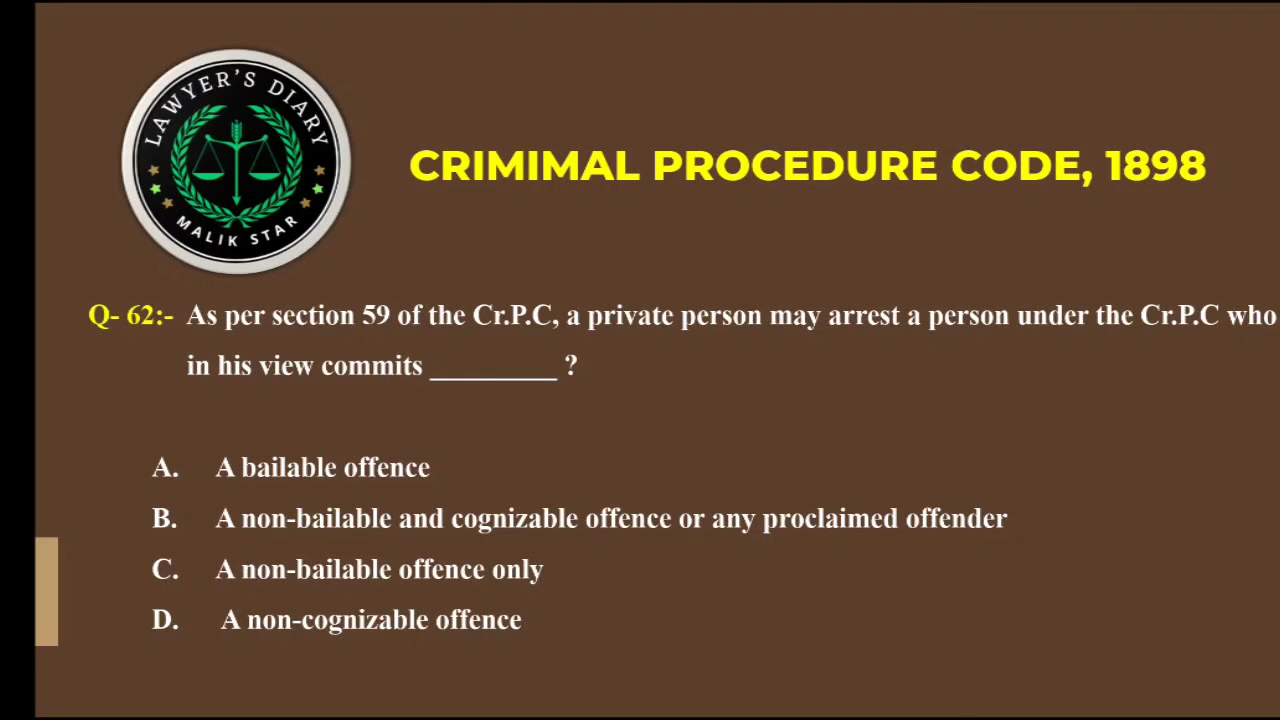 LAWYER'S DIARY
MALIK STAR
CRIMIMAL PROCEDURE CODE, 1898
Q- 62:- As per section 59 of the Cr.P.C, a private person may arrest a person under the Cr.P.C who
in his view commits _________ ?
A. A bailable offence
B. A non-bailable and cognizable offence or any proclaimed offender
C. A non-bailable offence only
D. A non-cognizable offence